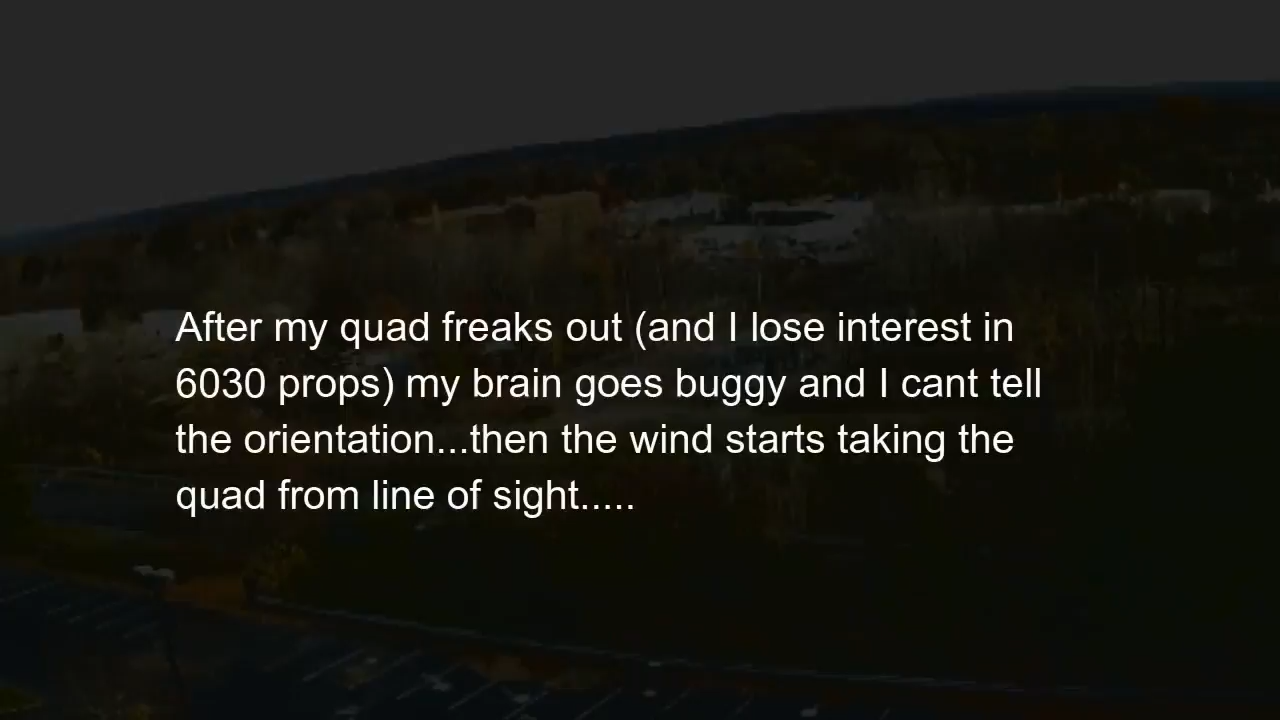 After my quad freaks out (and I lose interest in
6030 props) my brain goes buggy and I cant tell
the orientation...then the wind starts taking the
quad from line of sight.....